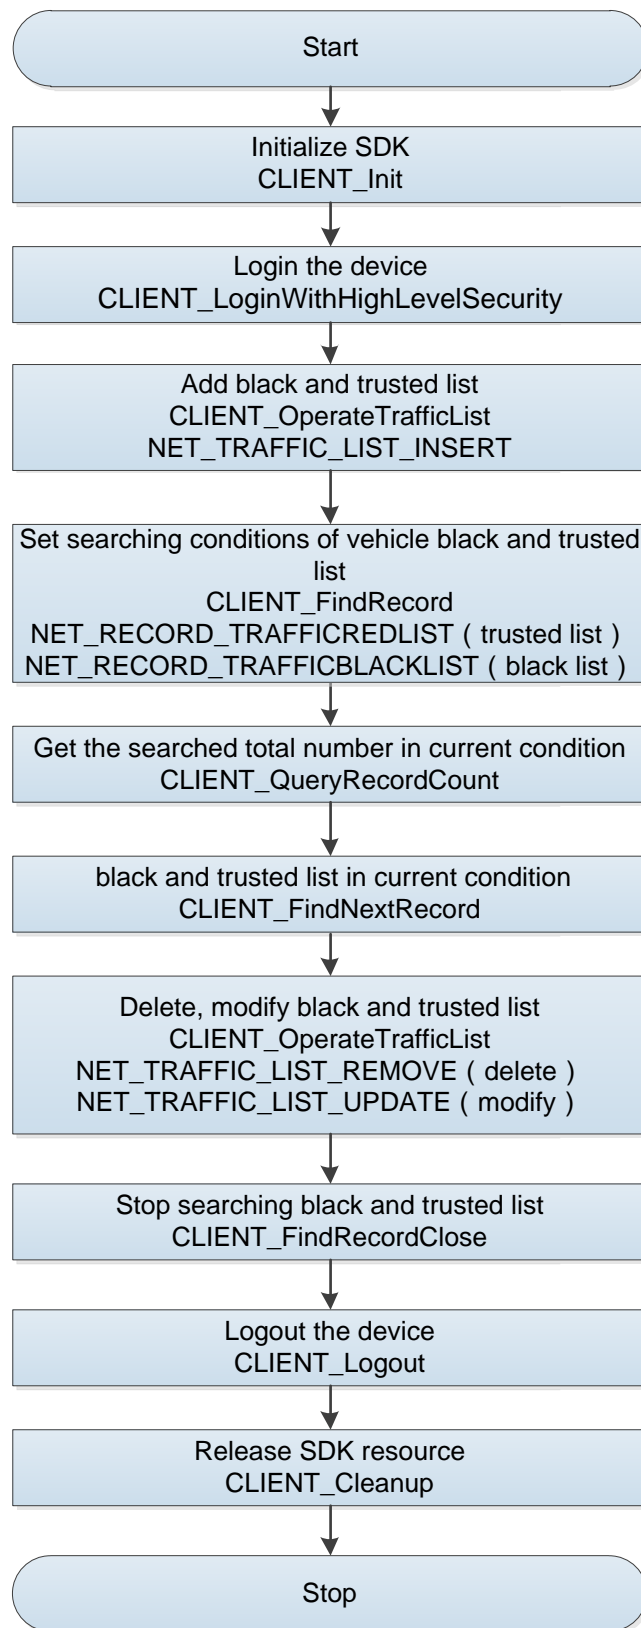 Start
Initialize SDK
CLIENT_Init
Login the device
CLIENT_LoginWithHighLevelSecurity
Add black and trusted list
CLIENT_OperateTrafficList
NET_TRAFFIC_LIST_INSERT
Set searching conditions of vehicle black and trusted
list
CLIENT_FindRecord
NET_RECORD_TRAFFICREDLIST ( trusted list )
NET_RECORD_TRAFFICBLACKLIST ( black list )
Get the searched total number in current condition
CLIENT_QueryRecordCount
black and trusted list in current condition
CLIENT_FindNextRecord
Delete, modify black and trusted list
CLIENT_OperateTrafficList
NET_TRAFFIC_LIST_REMOVE ( delete )
NET_TRAFFIC_LIST_UPDATE ( modify )
Stop searching black and trusted list
CLIENT_FindRecordClose
Logout the device
CLIENT_Logout
Release SDK resource
CLIENT_Cleanup
Stop